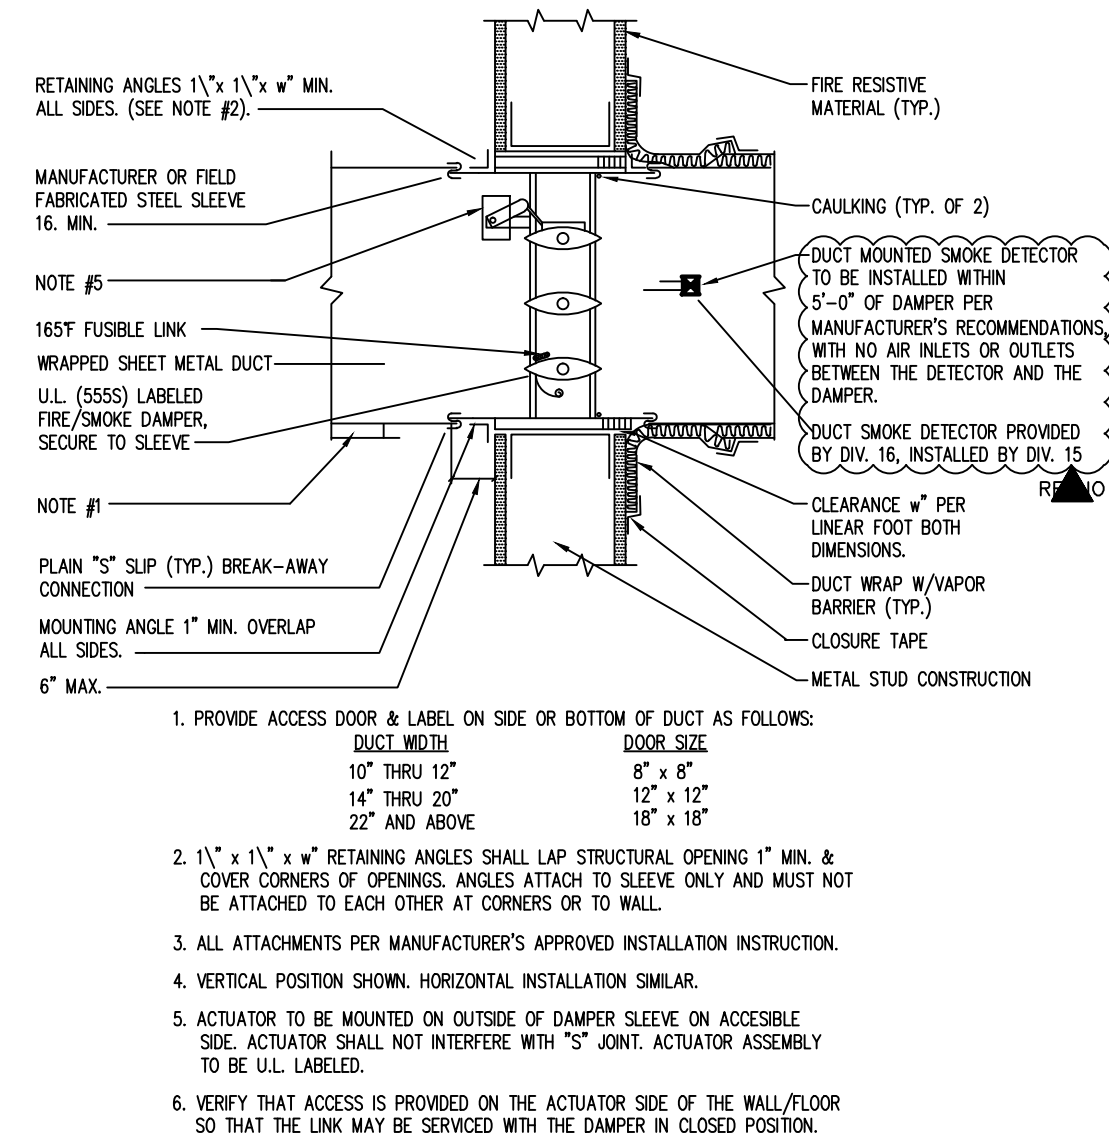 RETAINING ANGLES 1\"x 1\"x w" MIN.
ALL SIDES. (SEE NOTE #2).
MANUFACTURER OR FIELD
FABRICATED STEEL SLEEVE
16. MIN.
NOTE #5
165°F FUSIBLE LINK
WRAPPED SHEET METAL DUCT
U.L. (555S) LABELED
FIRE/SMOKE DAMPER,
SECURE TO SLEEVE
NOTE #1
PLAIN "S" SLIP (TYP.) BREAK-AWAY
CONNECTION
MOUNTING ANGLE 1" MIN. OVERLAP
ALL SIDES.
6" MAX.
FIRE RESISTIVE
MATERIAL (TYP.)
CAULKING (TYP. OF 2)
DUCT MOUNTED SMOKE DETECTOR
TO BE INSTALLED WITHIN
5'-0" OF DAMPER PER
MANUFACTURER'S RECOMMENDATIONS,
WITH NO AIR INLETS OR OUTLETS
BETWEEN THE DETECTOR AND THE
DAMPER.
DUCT SMOKE DETECTOR PROVIDED
BY DIV. 16, INSTALLED BY DIV. 15
CLEARANCE w" PER
LINEAR FOOT BOTH
DIMENSIONS.
DUCT WRAP W/VAPOR
BARRIER (TYP.)
CLOSURE TAPE
METAL STUD CONSTRUCTION
1. PROVIDE ACCESS DOOR & LABEL ON SIDE OR BOTTOM OF DUCT AS FOLLOWS:
DUCT WIDTH DOOR SIZE
10" THRU 12" 8" x 8"
14" THRU 20" 12" x 12"
22" AND ABOVE 18" x 18"
2. 1\" x 1\" x w" RETAINING ANGLES SHALL LAP STRUCTURAL OPENING 1" MIN. &
COVER CORNERS OF OPENINGS. ANGLES ATTACH TO SLEEVE ONLY AND MUST NOT
BE ATTACHED TO EACH OTHER AT CORNERS OR TO WALL.
3. ALL ATTACHMENTS PER MANUFACTURER'S APPROVED INSTALLATION INSTRUCTION.
4. VERTICAL POSITION SHOWN. HORIZONTAL INSTALLATION SIMILAR.
5. ACTUATOR TO BE MOUNTED ON OUTSIDE OF DAMPER SLEEVE ON ACCESIBLE
SIDE. ACTUATOR SHALL NOT INTERFERE WITH "S" JOINT. ACTUATOR ASSEMBLY
TO BE U.L. LABELED.
6. VERIFY THAT ACCESS IS PROVIDED ON THE ACTUATOR SIDE OF THE WALL/FLOOR
SO THAT THE LINK MAY BE SERVICED WITH THE DAMPER IN CLOSED POSITION.